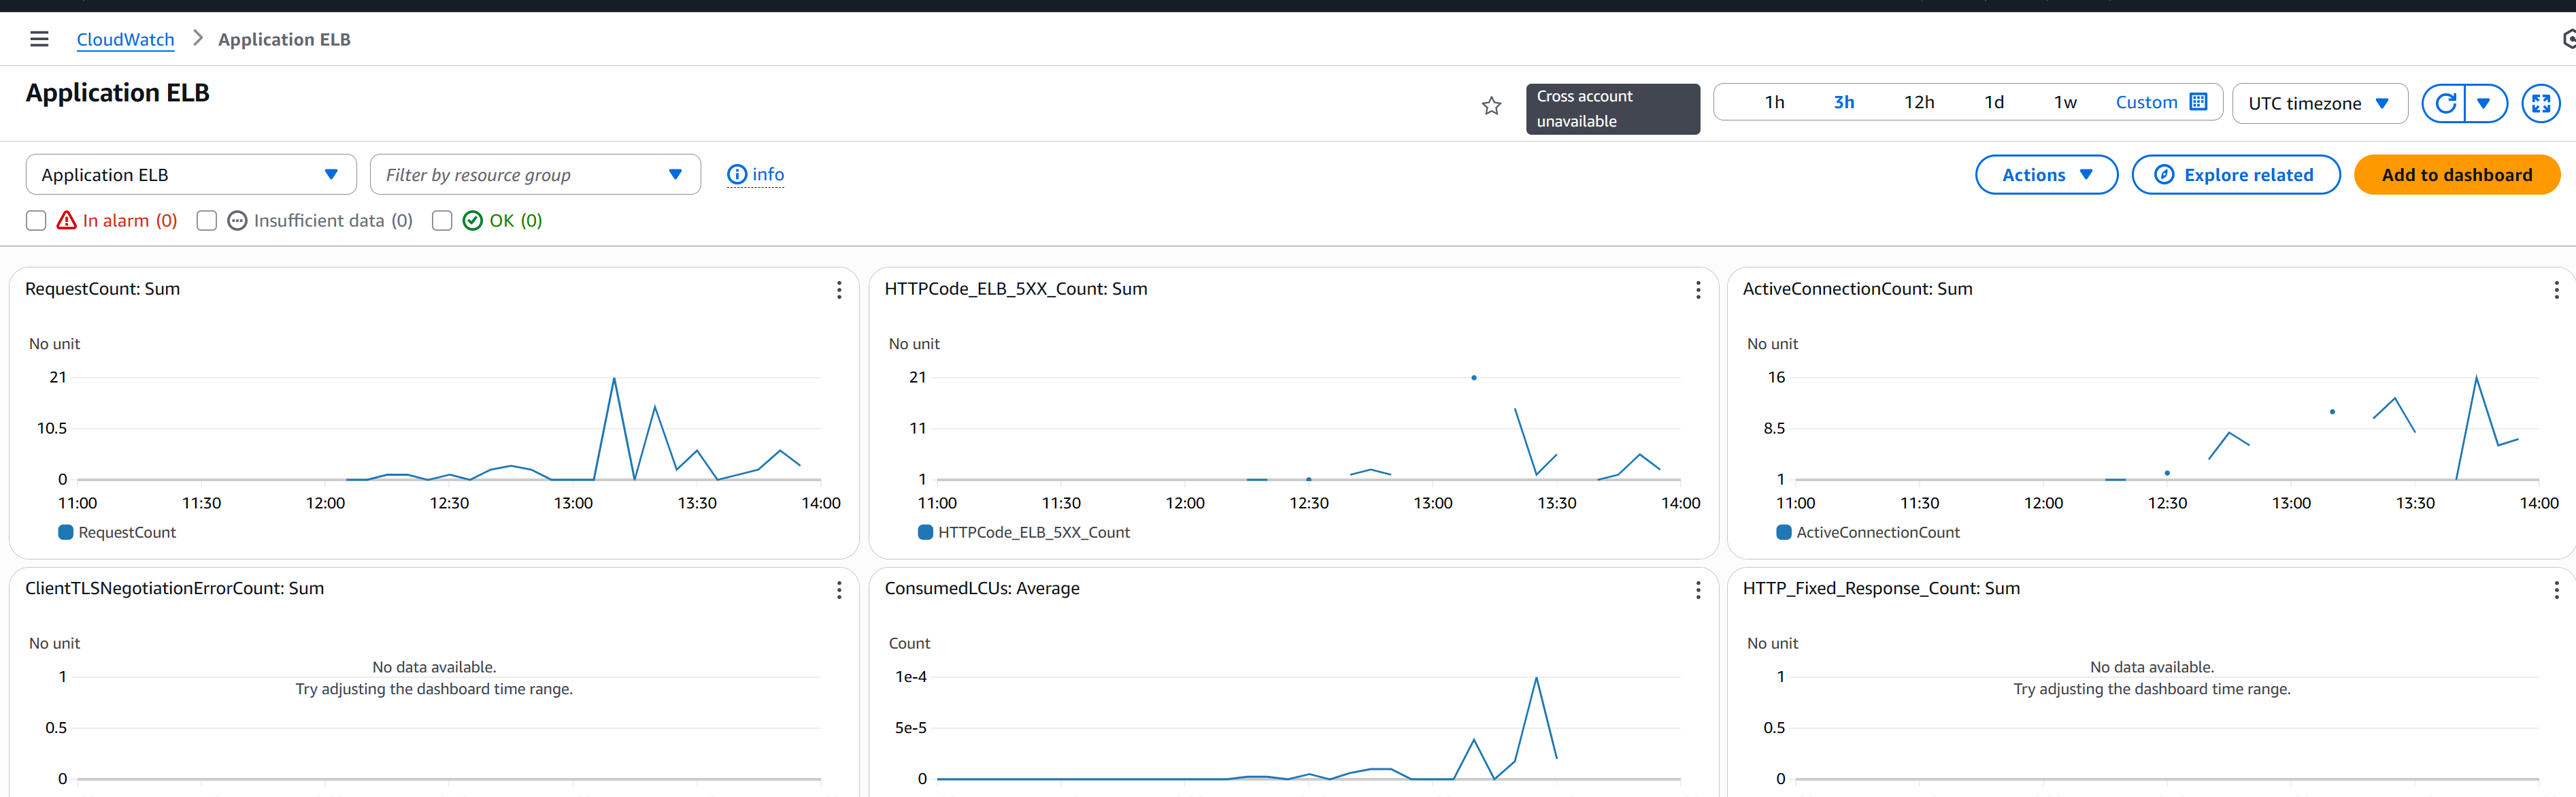 CloudWatch > Application ELB
Application ELB
Cross account
unavailable
1h 3h 12h 1d 1w Custom
UTC timezone
Application ELB
Filter by resource group
info
Actions
Explore related
Add to dashboard
In alarm (0) Insufficient data (0) OK (0)
RequestCount: Sum
No unit
21
10.5
0
11:00 11:30 12:00 12:30 13:00 13:30 14:00
RequestCount
HTTPCode_ELB_5XX_Count: Sum
No unit
21
11
1
11:00 11:30 12:00 12:30 13:00 13:30 14:00
HTTPCode_ELB_5XX_Count
ActiveConnectionCount: Sum
No unit
16
8.5
1
11:00 11:30 12:00 12:30 13:00 13:30 14:00
ActiveConnectionCount
ClientTLSNegotiationErrorCount: Sum
No unit
No data available.
Try adjusting the dashboard time range.
1
0.5
0
ConsumedLCUs: Average
Count
1e-4
5e-5
0
HTTP_Fixed_Response_Count: Sum
No unit
No data available.
Try adjusting the dashboard time range.
1
0.5
0